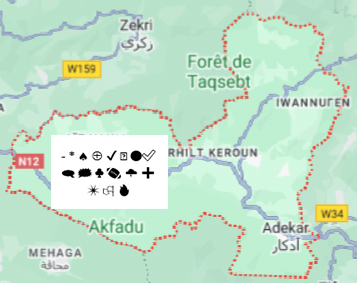 Zekri
زكري
W159
Forêt de
Taqsebt
IWANNUΓEN
RHILT KEROUN
N12
Akfadu
Adekar
أدكار
W34
MEHAGA
محاقة